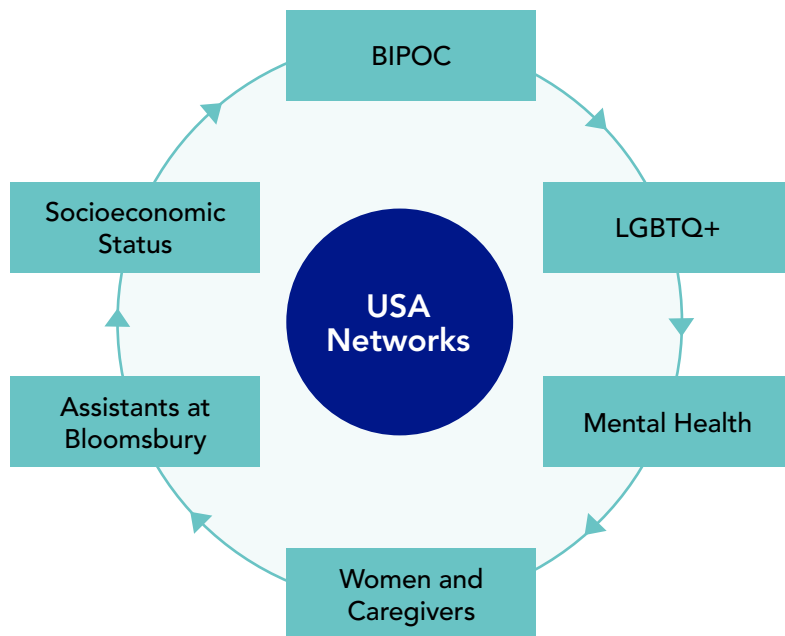 BIPOC
LGBTQ+
Mental Health
Women and
Caregivers
Assistants at
Bloomsbury
Socioeconomic
Status
USA
Networks